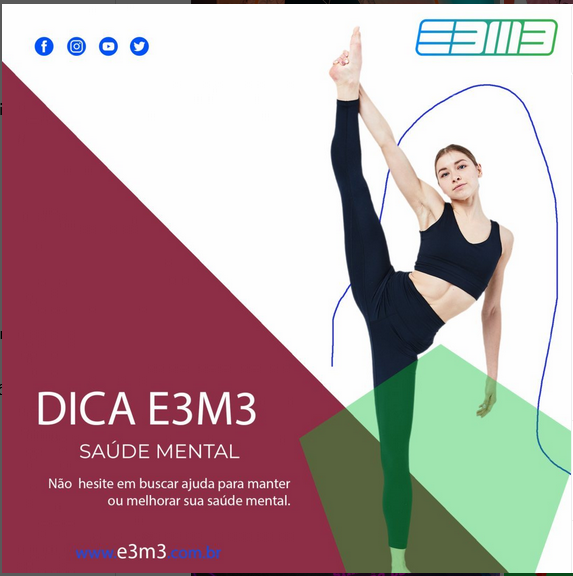 E3M3
DICA E3M3
SAÚDE MENTAL
Não hesite em buscar ajuda para manter
ou melhorar sua saúde mental.
www.e3m3.com.br